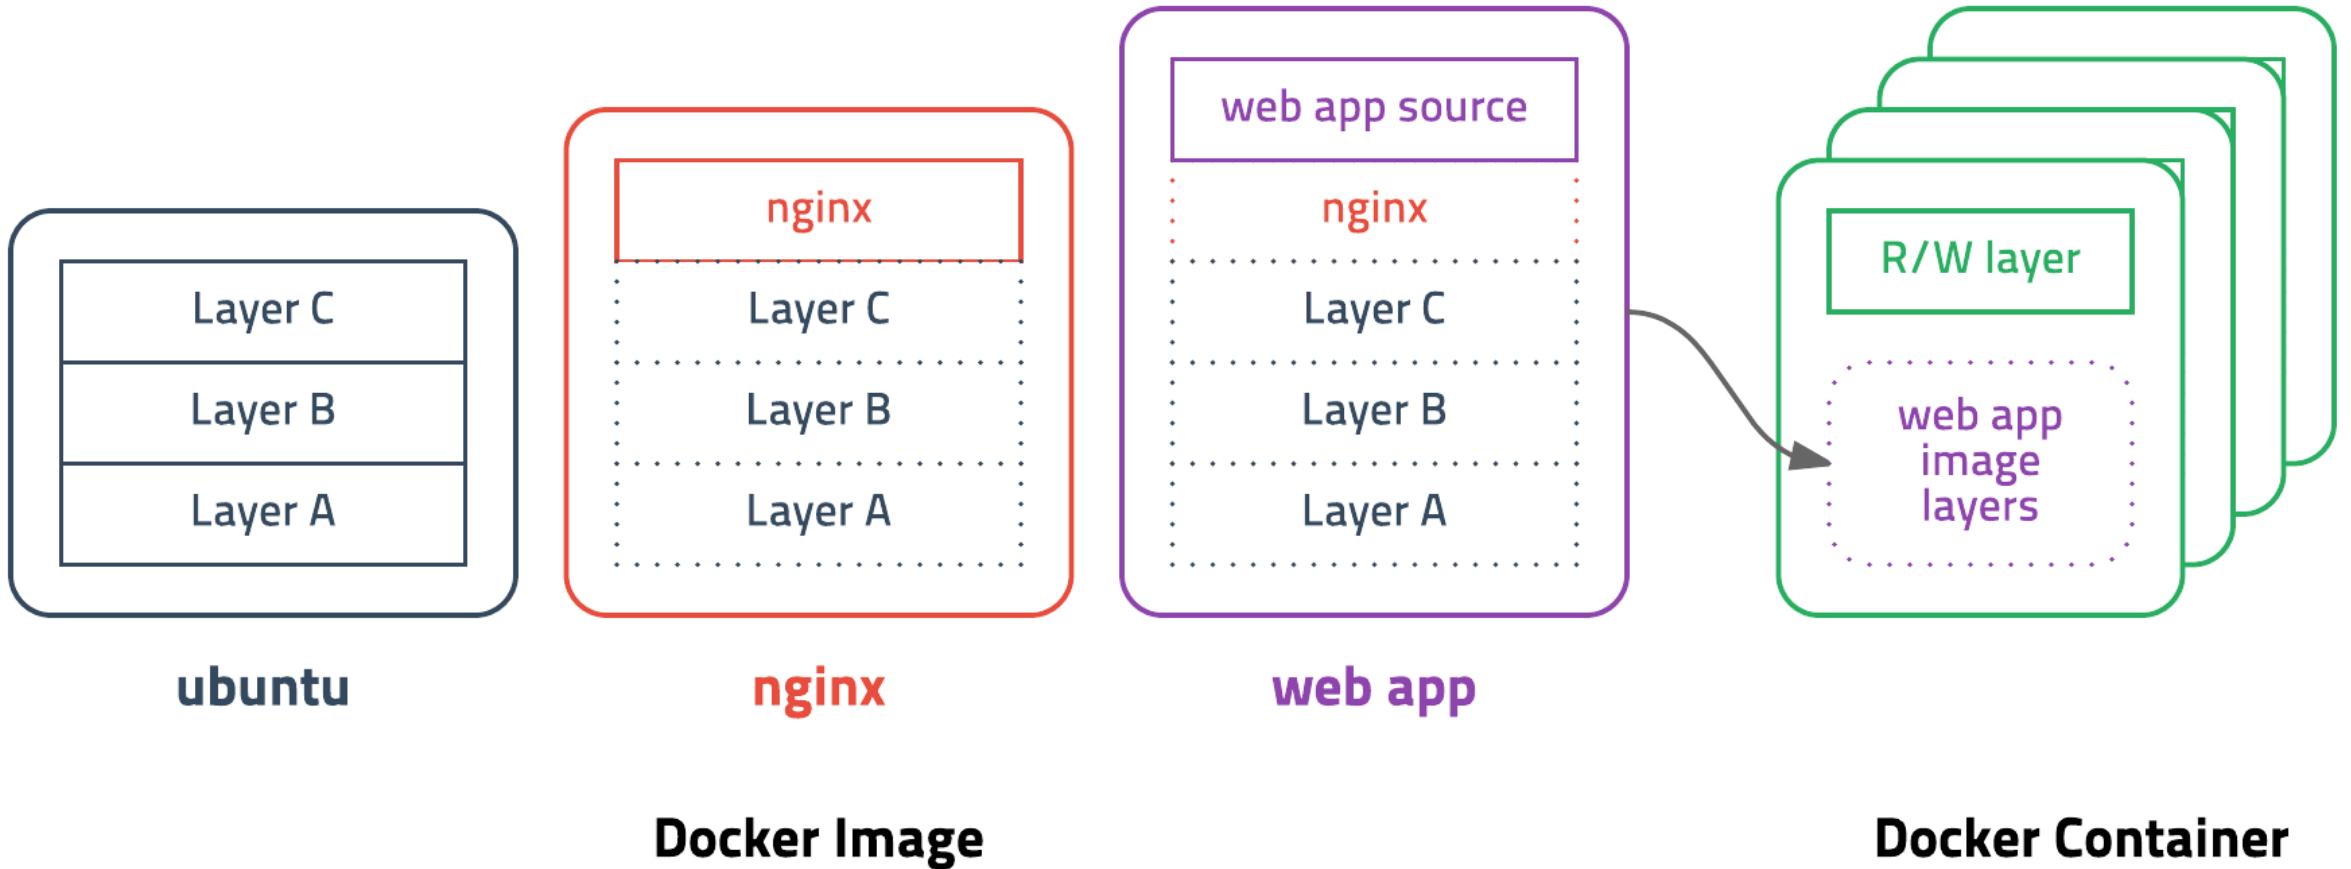 Layer C
Layer B
Layer A
ubuntu
nginx
Layer C
Layer B
Layer A
nginx
web app source
nginx
Layer C
Layer B
Layer A
web app
Docker Image
R/W layer
web app
image
layers
Docker Container